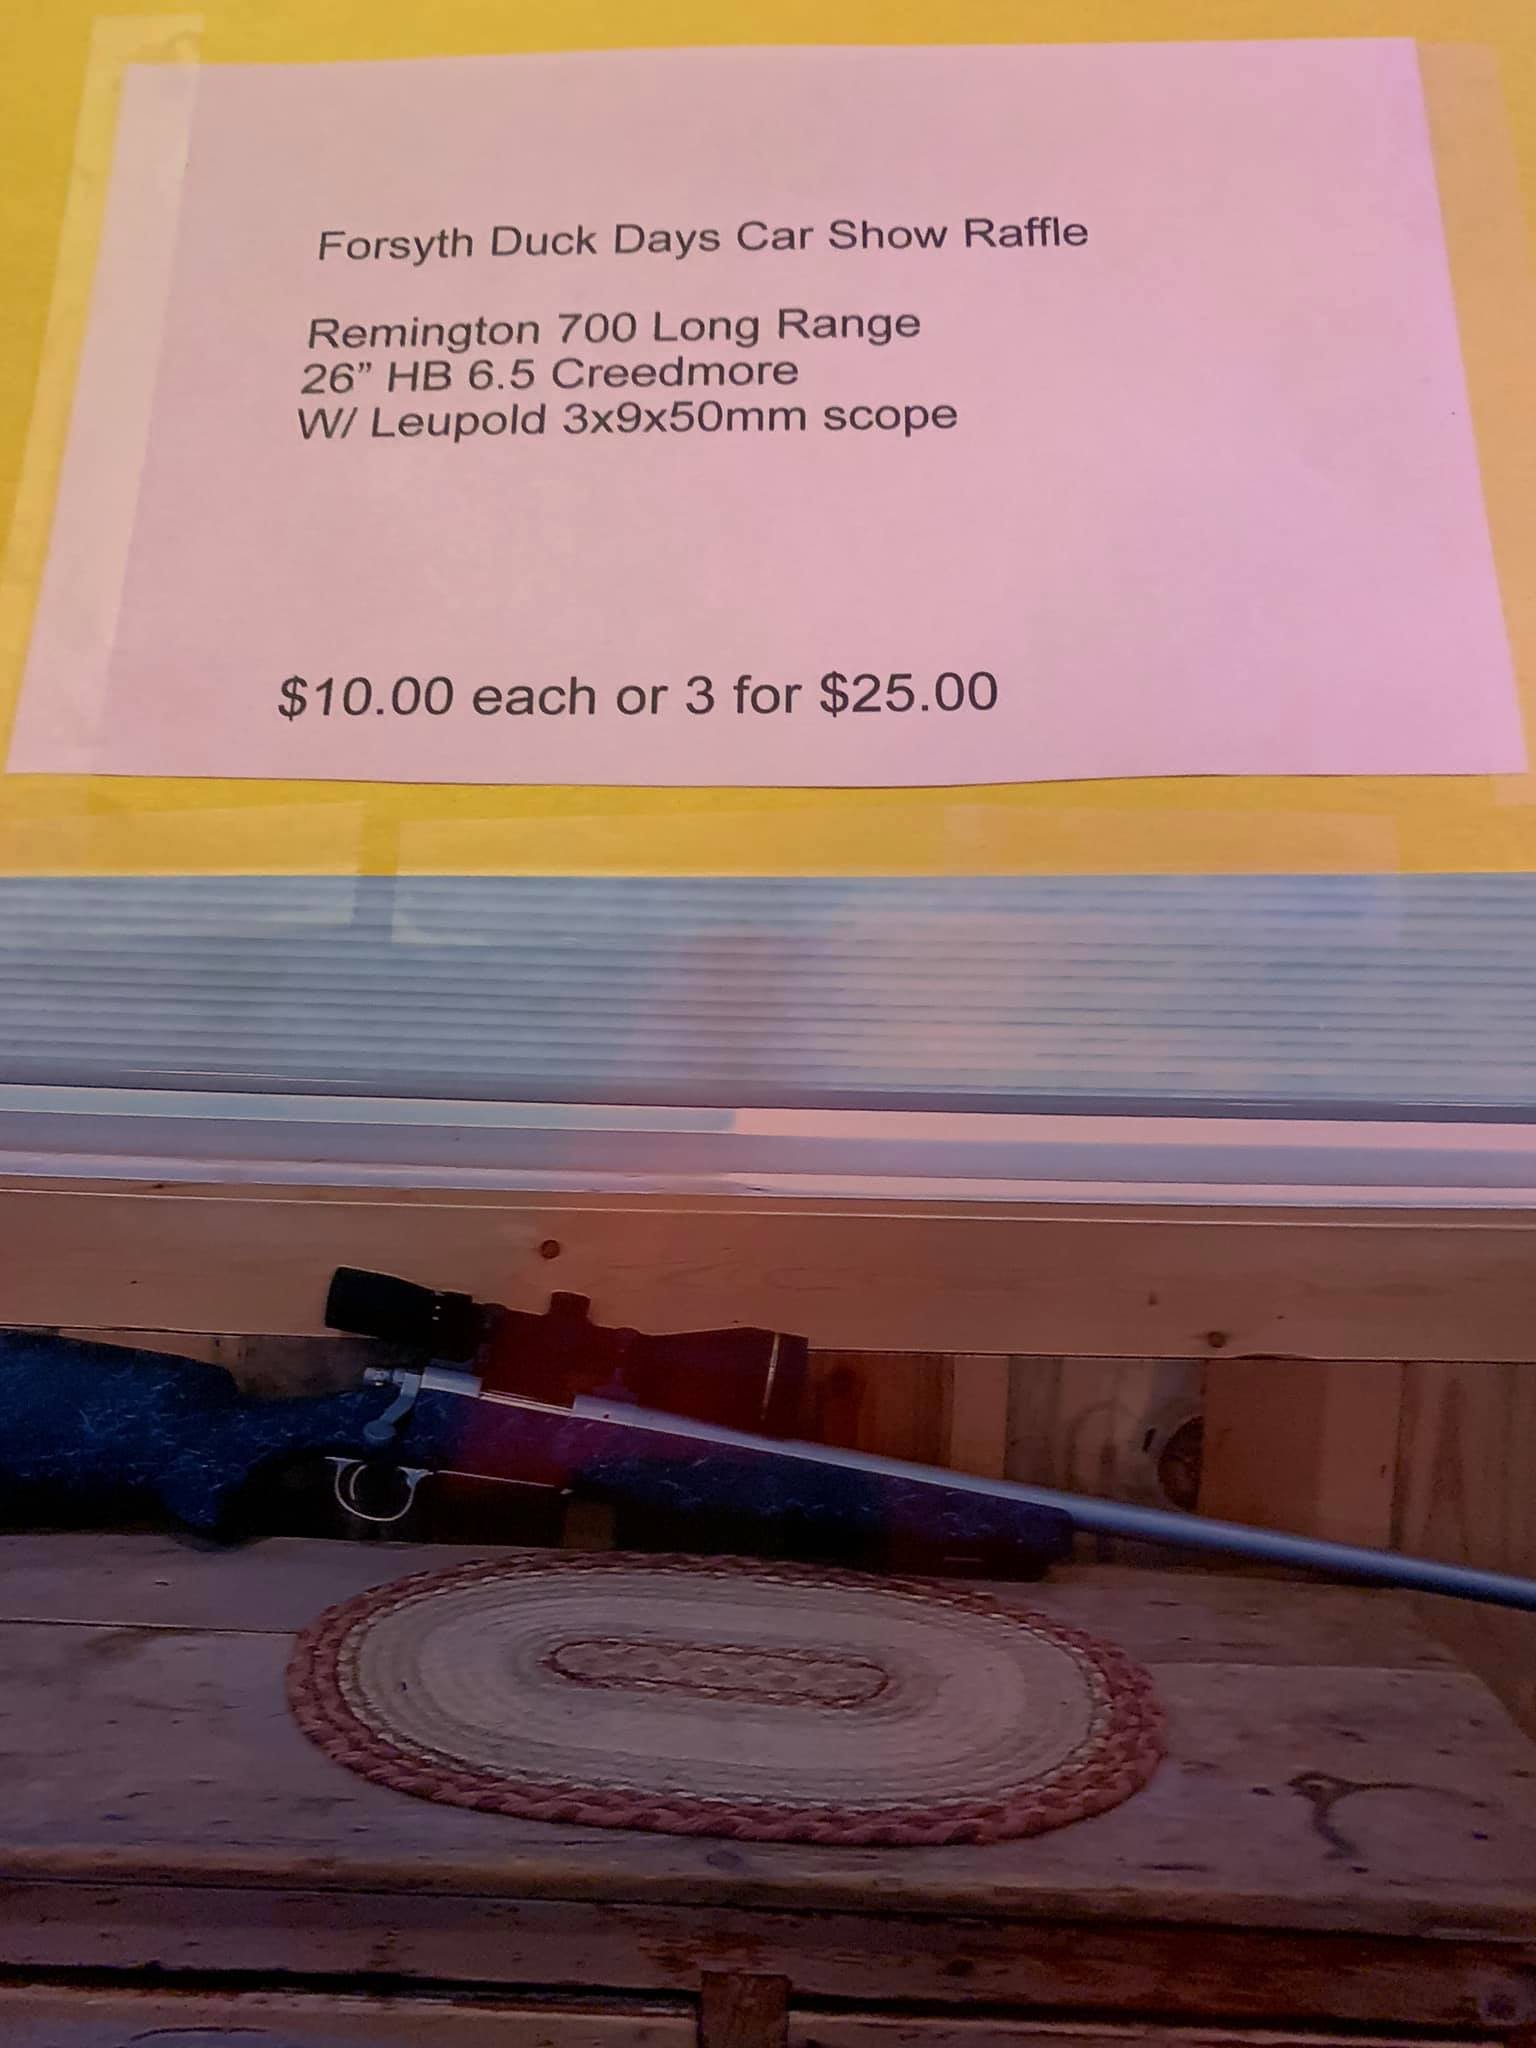 Forsyth Duck Days Car Show Raffle
Remington 700 Long Range
26” HB 6.5 Creedmore
W/ Leupold 3x9x50mm scope
$10.00 each or 3 for $25.00